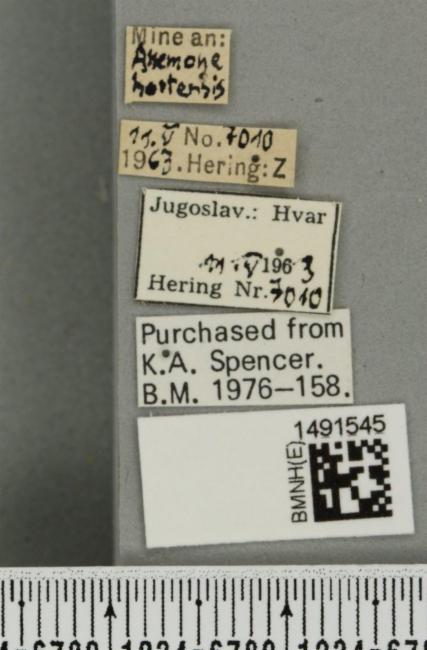 Mine an:
Anemone
hortensis
11.V No.7010
1963.Hering:Z
Jugoslav.: Hvar
11.V 1963
Hering Nr.7010
Purchased from
K.A. Spencer.
B.M. 1976–158.
1491545
BMNH(E)